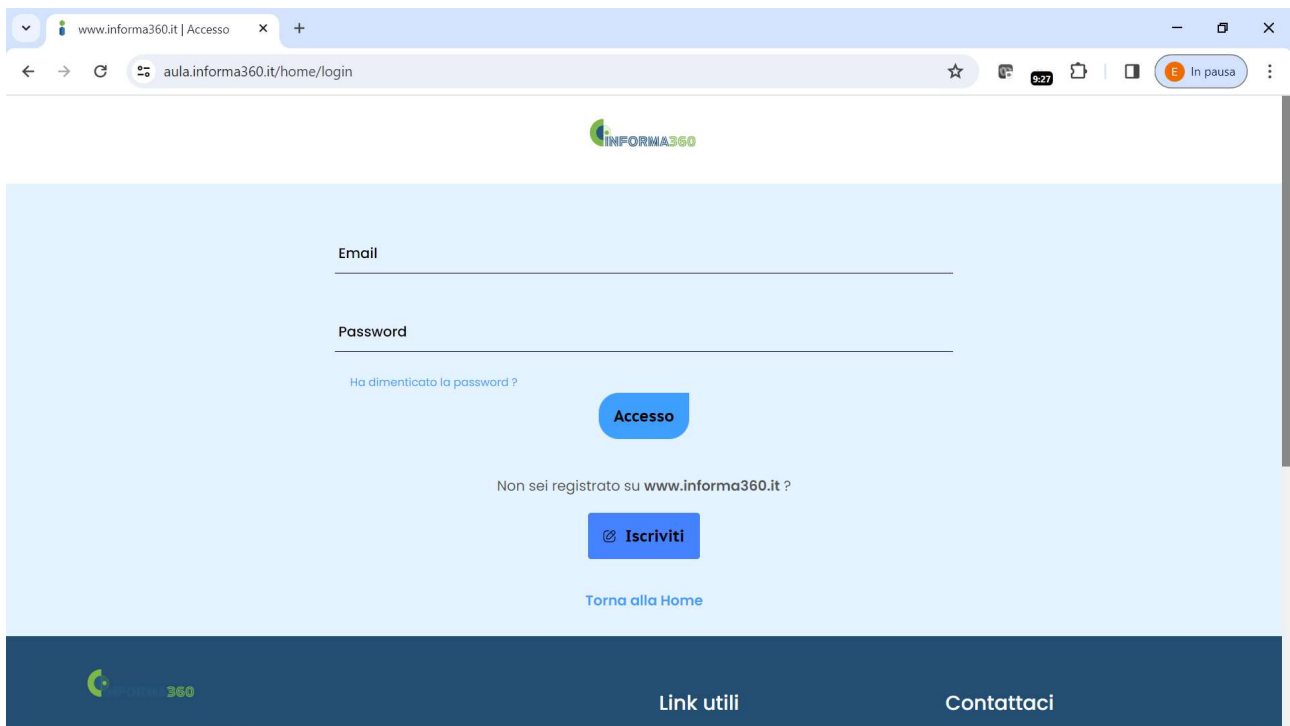 www.informa360.it | Accesso
aula.informa360.it/home/login
9:27
E In pausa
INFORMA360
Email
Password
Ha dimenticato la password ?
Accesso
Non sei registrato su www.informa360.it ?
Iscriviti
Torna alla Home
INFORMA360
Link utili
Contattaci